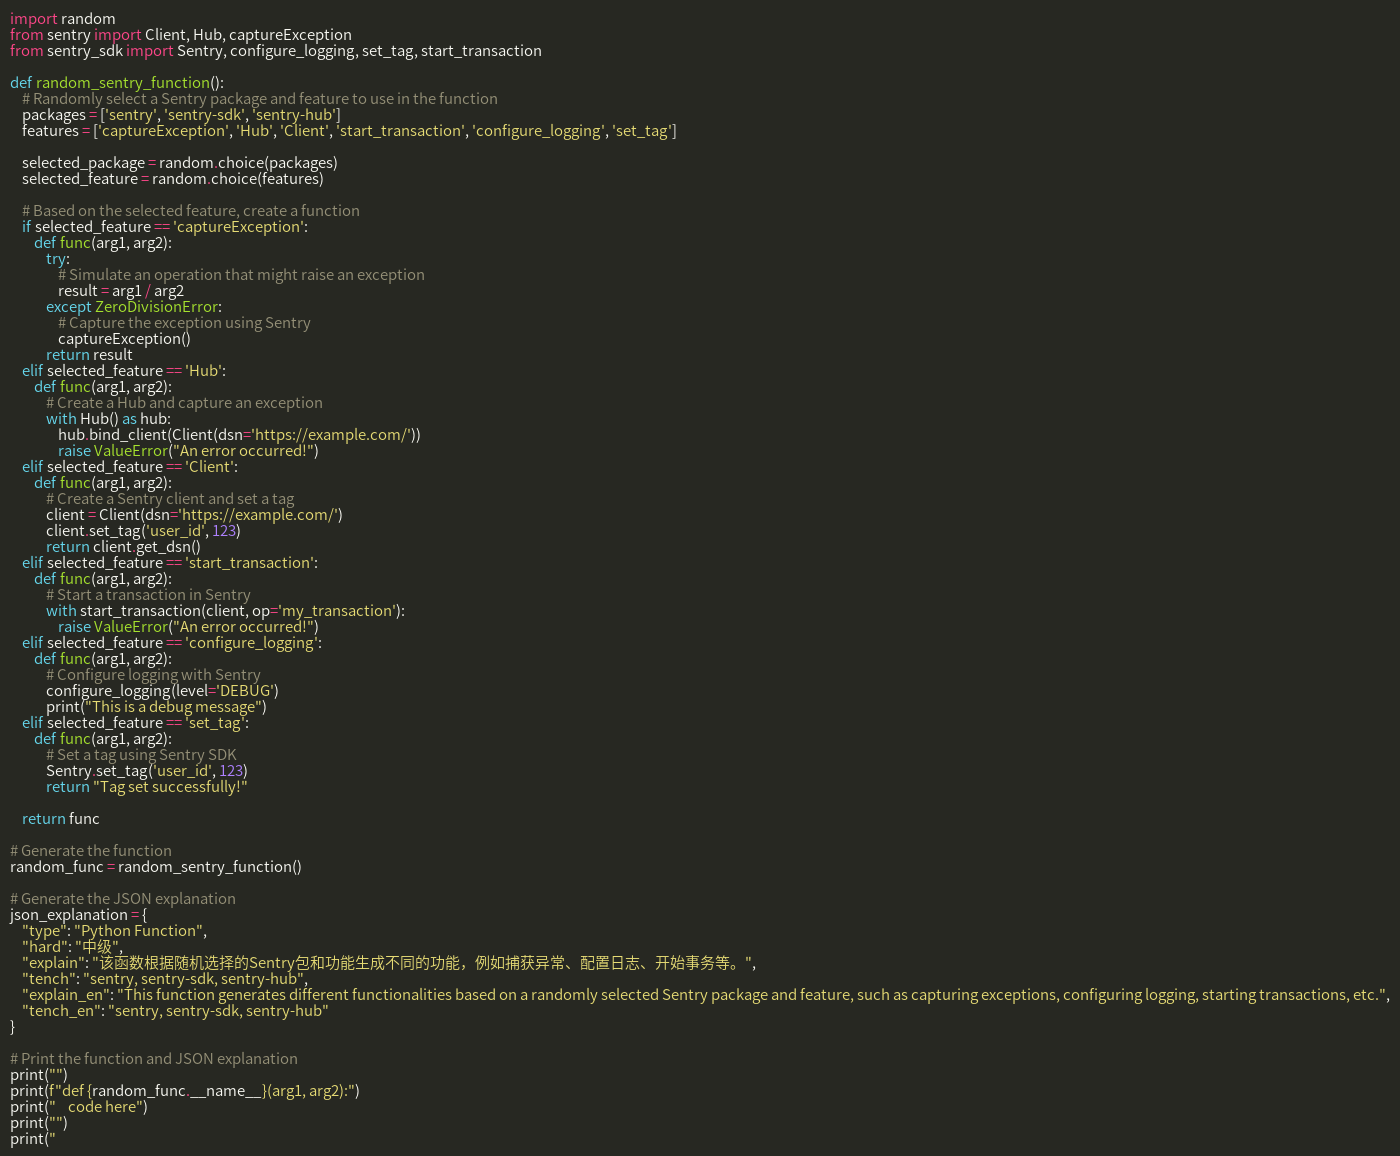 import random
from sentry import Client, Hub, captureException
from sentry_sdk import Sentry, configure_logging, set_tag, start_transaction

def random_sentry_function():
    # Randomly select a Sentry package and feature to use in the function
    packages = ['sentry', 'sentry-sdk', 'sentry-hub']
    features = ['captureException', 'Hub', 'Client', 'start_transaction', 'configure_logging', 'set_tag']

    selected_package = random.choice(packages)
    selected_feature = random.choice(features)

    # Based on the selected feature, create a function
    if selected_feature == 'captureException':
        def func(arg1, arg2):
            try:
                # Simulate an operation that might raise an exception
                result = arg1 / arg2
            except ZeroDivisionError:
                # Capture the exception using Sentry
                captureException()
            return result
    elif selected_feature == 'Hub':
        def func(arg1, arg2):
            # Create a Hub and capture an exception
            with Hub() as hub:
                hub.bind_client(Client(dsn='https://example.com/'))
                raise ValueError("An error occurred!")
    elif selected_feature == 'Client':
        def func(arg1, arg2):
            # Create a Sentry client and set a tag
            client = Client(dsn='https://example.com/')
            client.set_tag('user_id', 123)
            return client.get_dsn()
    elif selected_feature == 'start_transaction':
        def func(arg1, arg2):
            # Start a transaction in Sentry
            with start_transaction(client, op='my_transaction'):
                raise ValueError("An error occurred!")
    elif selected_feature == 'configure_logging':
        def func(arg1, arg2):
            # Configure logging with Sentry
            configure_logging(level='DEBUG')
            print("This is a debug message")
    elif selected_feature == 'set_tag':
        def func(arg1, arg2):
            # Set a tag using Sentry SDK
            Sentry.set_tag('user_id', 123)
            return "Tag set successfully!"

    return func

# Generate the function
random_func = random_sentry_function()

# Generate the JSON explanation
json_explanation = {
    "type": "Python Function",
    "hard": "中级",
    "explain": "该函数根据随机选择的Sentry包和功能生成不同的功能，例如捕获异常、配置日志、开始事务等。",
    "tench": "sentry, sentry-sdk, sentry-hub",
    "explain_en": "This function generates different functionalities based on a randomly selected Sentry package and feature, such as capturing exceptions, configuring logging, starting transactions, etc.",
    "tench_en": "sentry, sentry-sdk, sentry-hub"
}

# Print the function and JSON explanation
print("")
print(f"def {random_func.__name__}(arg1, arg2):")
print("    code here")
print("")
print("